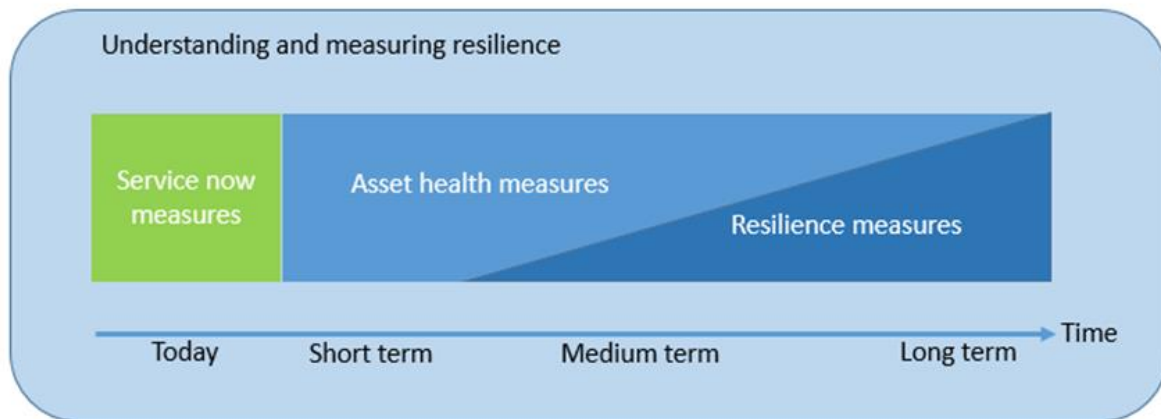 Understanding and measuring resilience
Service now
measures
Asset health measures
Resilience measures
Time
Today
Short term
Medium term
Long term